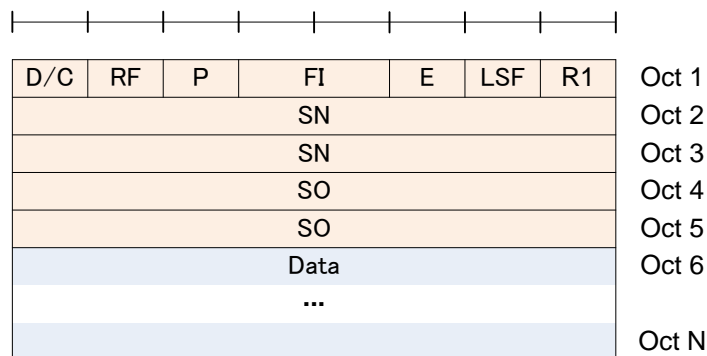 D/C RF P FI E LSF R1 Oct 1
SN Oct 2
SN Oct 3
SO Oct 4
SO Oct 5
Data Oct 6
...
Oct N